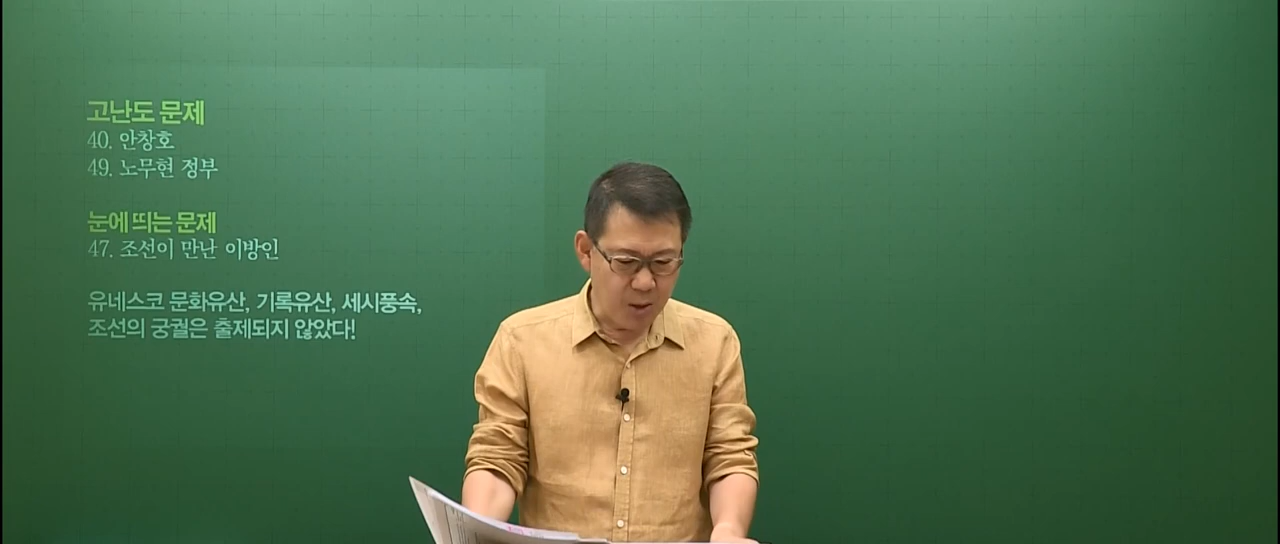 고난도 문제
40. 안창호
49. 노무현 정부
눈에 띄는 문제
47. 조선이 만난 이방인
유네스코 문화유산, 기록유산, 세시풍속,
조선의 궁궐은 출제되지 않았다!